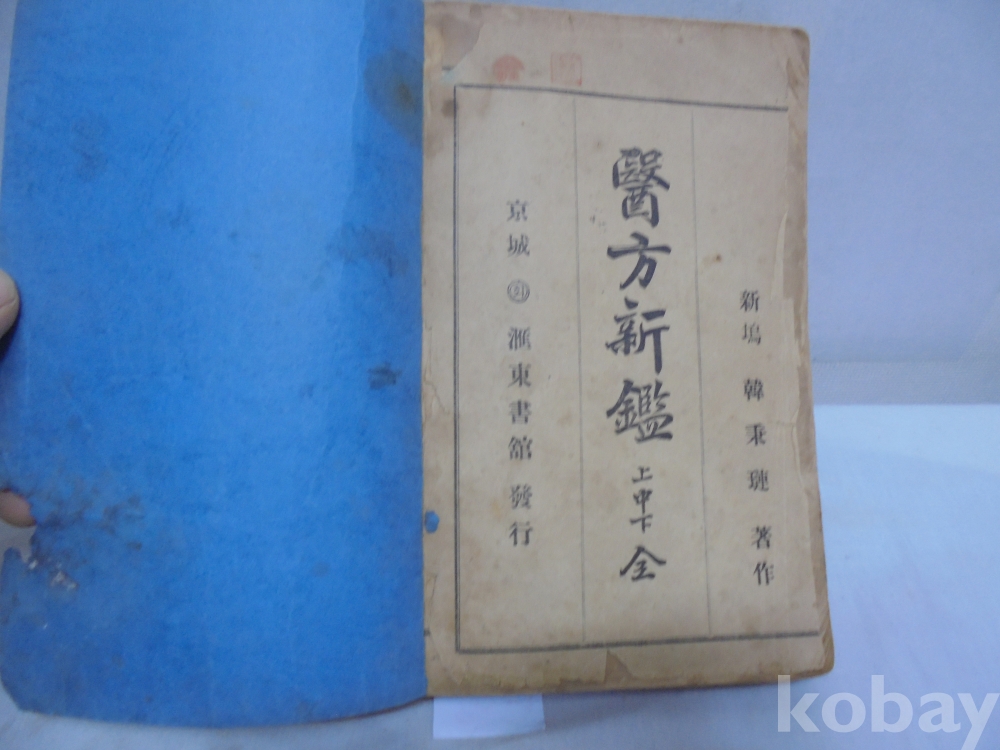 新塢 韓秉璉 著作
醫方新鑑 上中下 全
京城 滙東書舘 發行
kobay